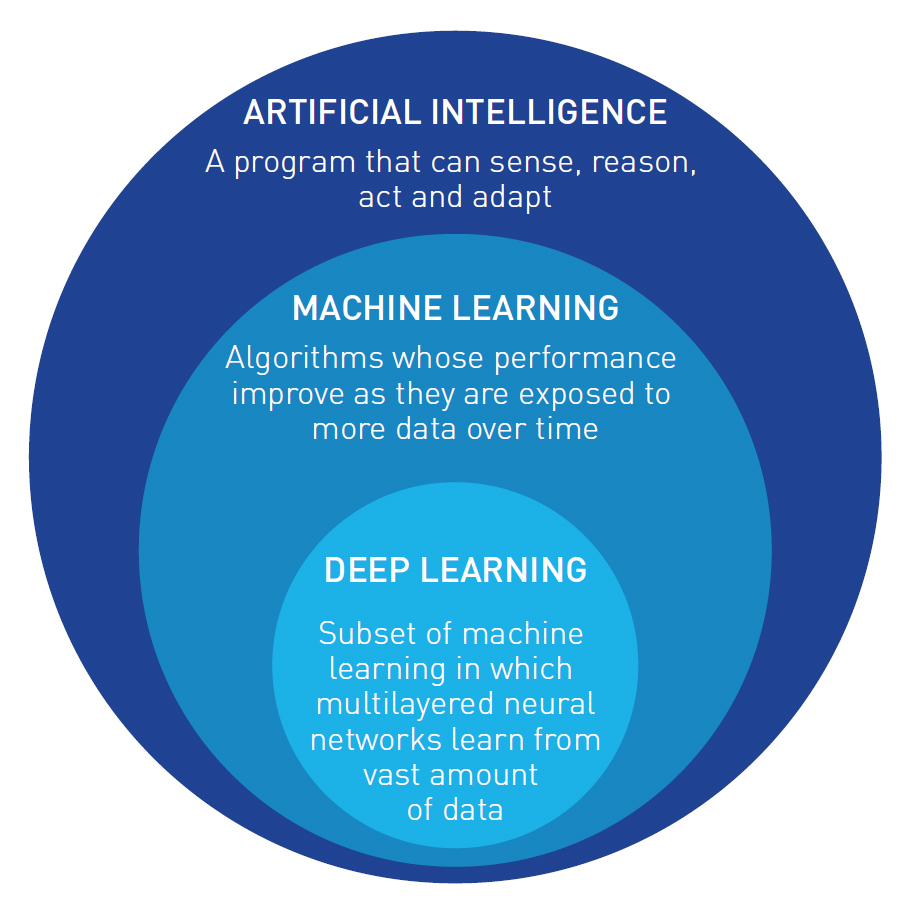 ARTIFICIAL INTELLIGENCE
A program that can sense, reason,
act and adapt
MACHINE LEARNING
Algorithms whose performance
improve as they are exposed to
more data over time
DEEP LEARNING
Subset of machine
learning in which
multilayered neural
networks learn from
vast amount
of data